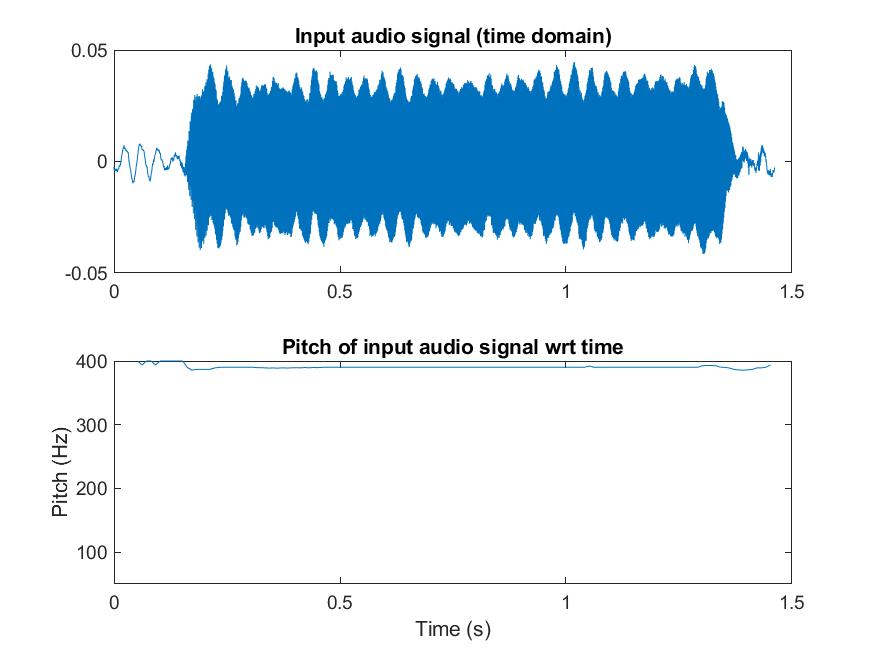 Input audio signal (time domain)
0.05
0
-0.05
0 0.5 1 1.5
Pitch of input audio signal wrt time
400
300
200
100
Pitch (Hz)
0 0.5 1 1.5
Time (s)